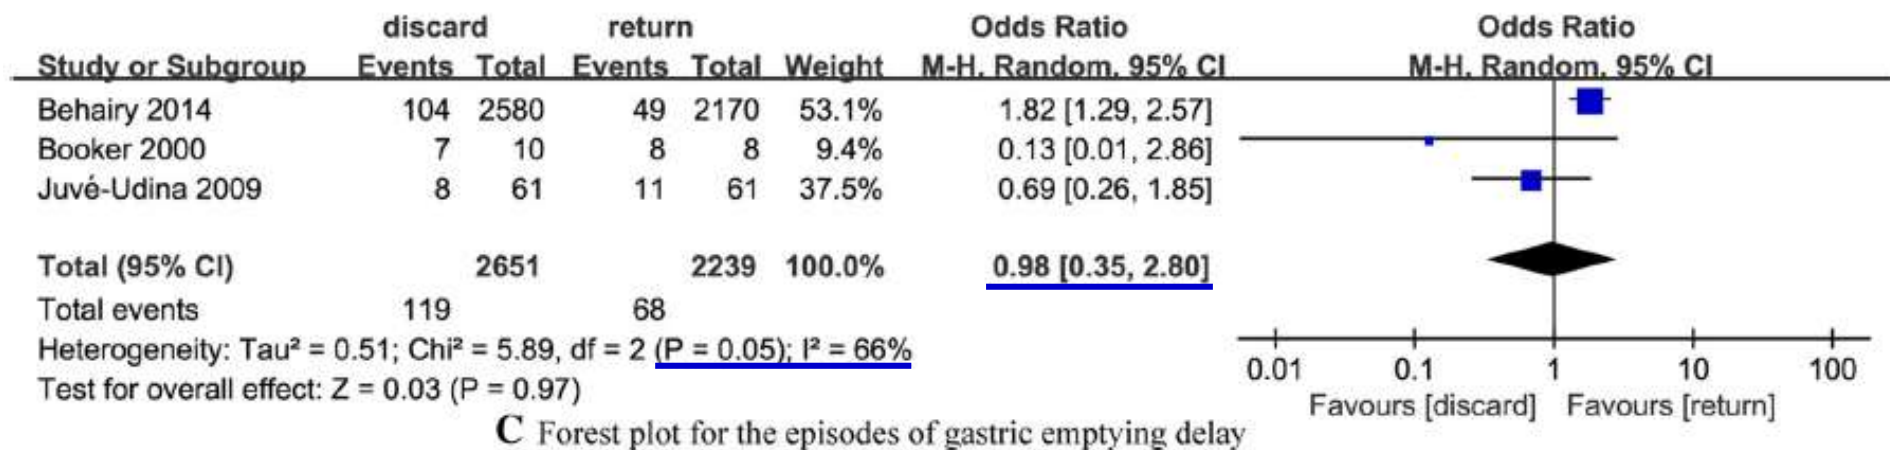 discard return Odds Ratio Odds Ratio
Study or Subgroup Events Total Events Total Weight M-H, Random, 95% CI M-H, Random, 95% CI
Behairy 2014 104 2580 49 2170 53.1% 1.82 [1.29, 2.57]
Booker 2000 7 10 8 8 9.4% 0.13 [0.01, 2.86]
Juvé-Udina 2009 8 61 11 61 37.5% 0.69 [0.26, 1.85]
Total (95% CI) 2651 2239 100.0% 0.98 [0.35, 2.80]
Total events 119 68
Heterogeneity: Tau² = 0.51; Chi² = 5.89, df = 2 (P = 0.05); I² = 66%
Test for overall effect: Z = 0.03 (P = 0.97)
0.01 0.1 1 10 100
Favours [discard] Favours [return]
C Forest plot for the episodes of gastric emptying delay